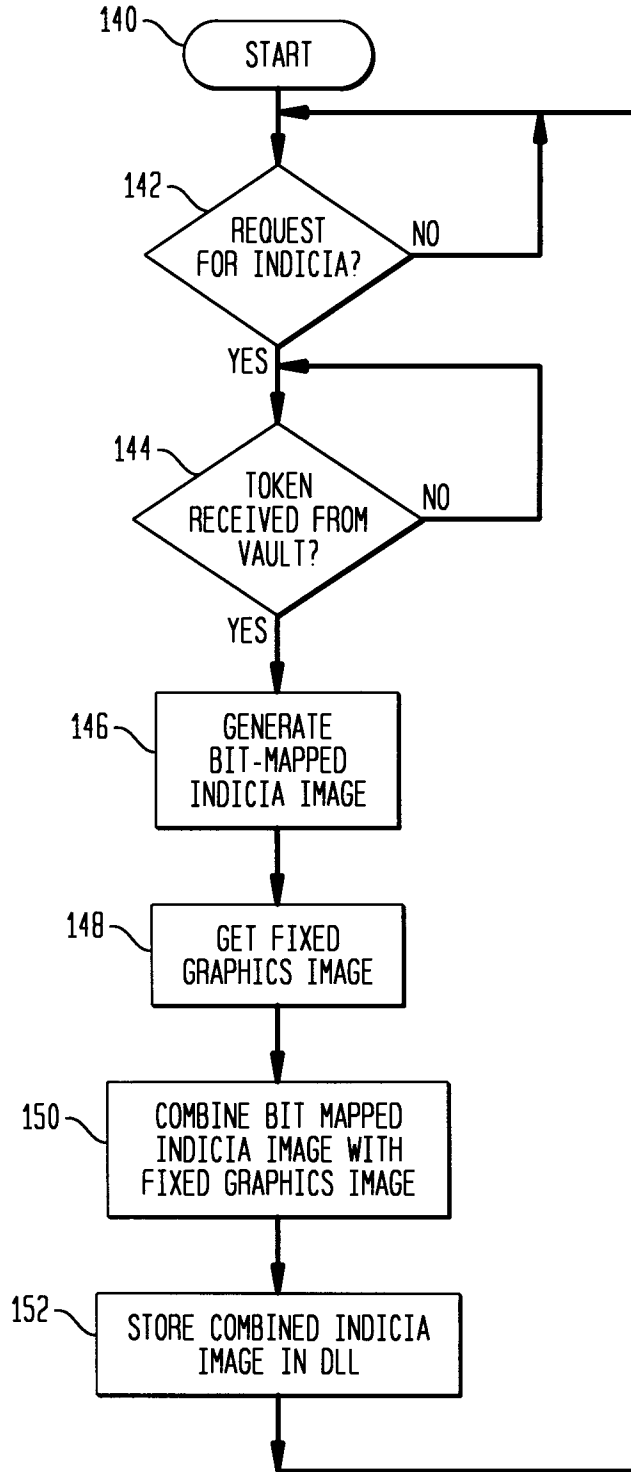 140
START
142
REQUEST
FOR INDICIA?
NO
YES
144
TOKEN
RECEIVED FROM
VAULT?
NO
YES
146
GENERATE
BIT-MAPPED
INDICIA IMAGE
148
GET FIXED
GRAPHICS IMAGE
150
COMBINE BIT MAPPED
INDICIA IMAGE WITH
FIXED GRAPHICS IMAGE
152
STORE COMBINED INDICIA
IMAGE IN DLL